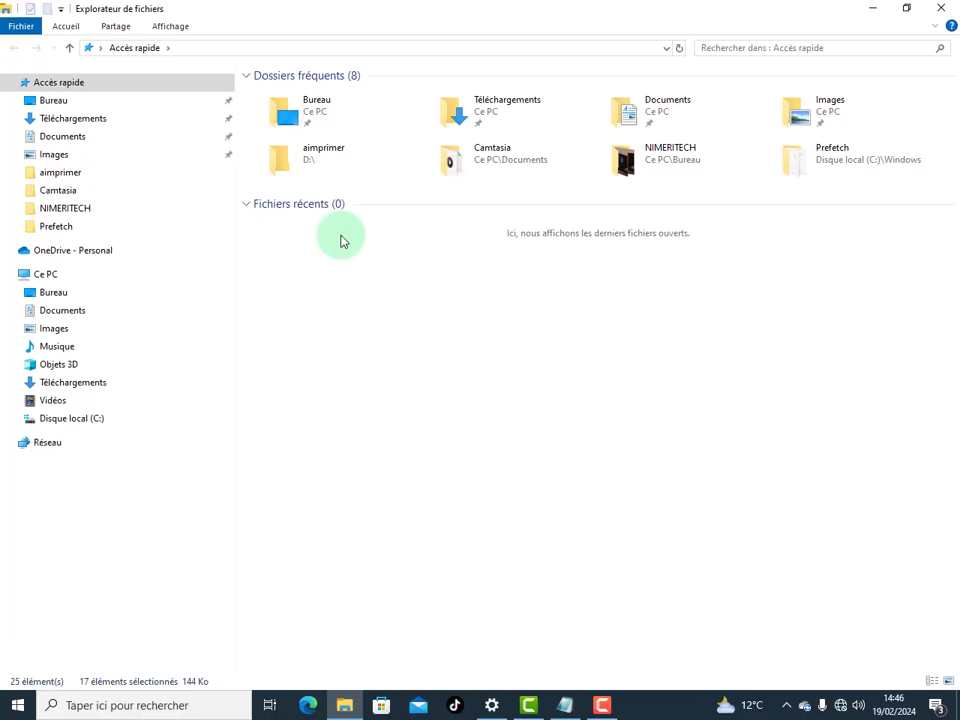 Explorateur de fichiers
Fichier
Accueil
Partage
Affichage
Accès rapide
Rechercher dans : Accès rapide
Accès rapide
Bureau
Téléchargements
Documents
Images
aimprimer
Camtasia
NIMERITECH
Prefetch
OneDrive - Personal
Ce PC
Bureau
Documents
Images
Musique
Objets 3D
Téléchargements
Vidéos
Disque local (C:)
Réseau
Dossiers fréquents (8)
Bureau
Ce PC
Téléchargements
Ce PC
Documents
Ce PC
Images
Ce PC
aimprimer
D:\
Camtasia
Ce PC\Documents
NIMERITECH
Ce PC\Bureau
Prefetch
Disque local (C:)\Windows
Fichiers récents (0)
Ici, nous affichons les derniers fichiers ouverts.
25 élément(s)
17 éléments sélectionnés 144 Ko
Taper ici pour rechercher
12°C
14:46
19/02/2024
3